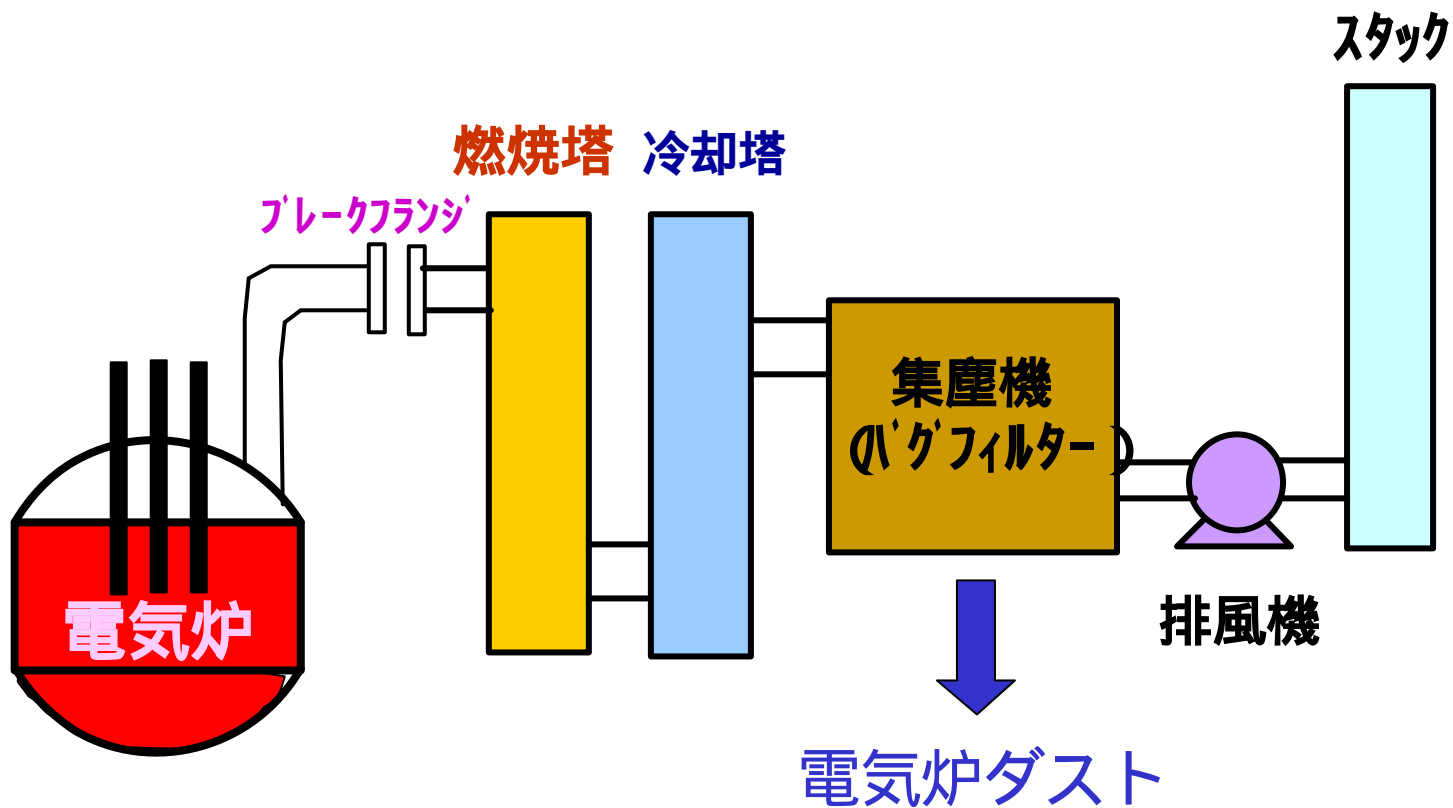 スタック
燃焼塔
冷却塔
ﾌﾞﾚｰｸﾌﾗﾝｼﾞ
集塵機
(ﾊﾞｸﾞフィルター)
電気炉
排風機
電気炉ダスト